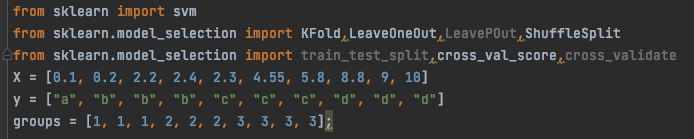 from sklearn import svm
from sklearn.model_selection import KFold,LeaveOneOut,LeavePOut,ShuffleSplit
from sklearn.model_selection import train_test_split,cross_val_score,cross_validate
X = [0.1, 0.2, 2.2, 2.4, 2.3, 4.55, 5.8, 8.8, 9, 10]
y = ["a", "b", "b", "b", "c", "c", "c", "d", "d", "d"]
groups = [1, 1, 1, 2, 2, 2, 3, 3, 3, 3];